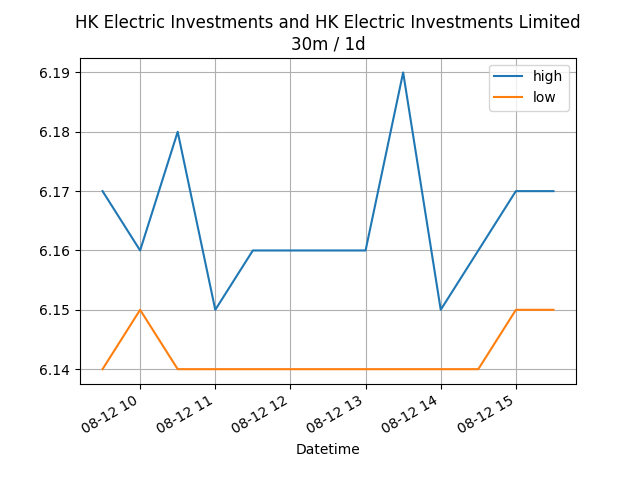 HK Electric Investments and HK Electric Investments Limited
30m / 1d
high
low
6.19
6.18
6.17
6.16
6.15
6.14
08-12 10
08-12 11
08-12 12
08-12 13
08-12 14
08-12 15
Datetime